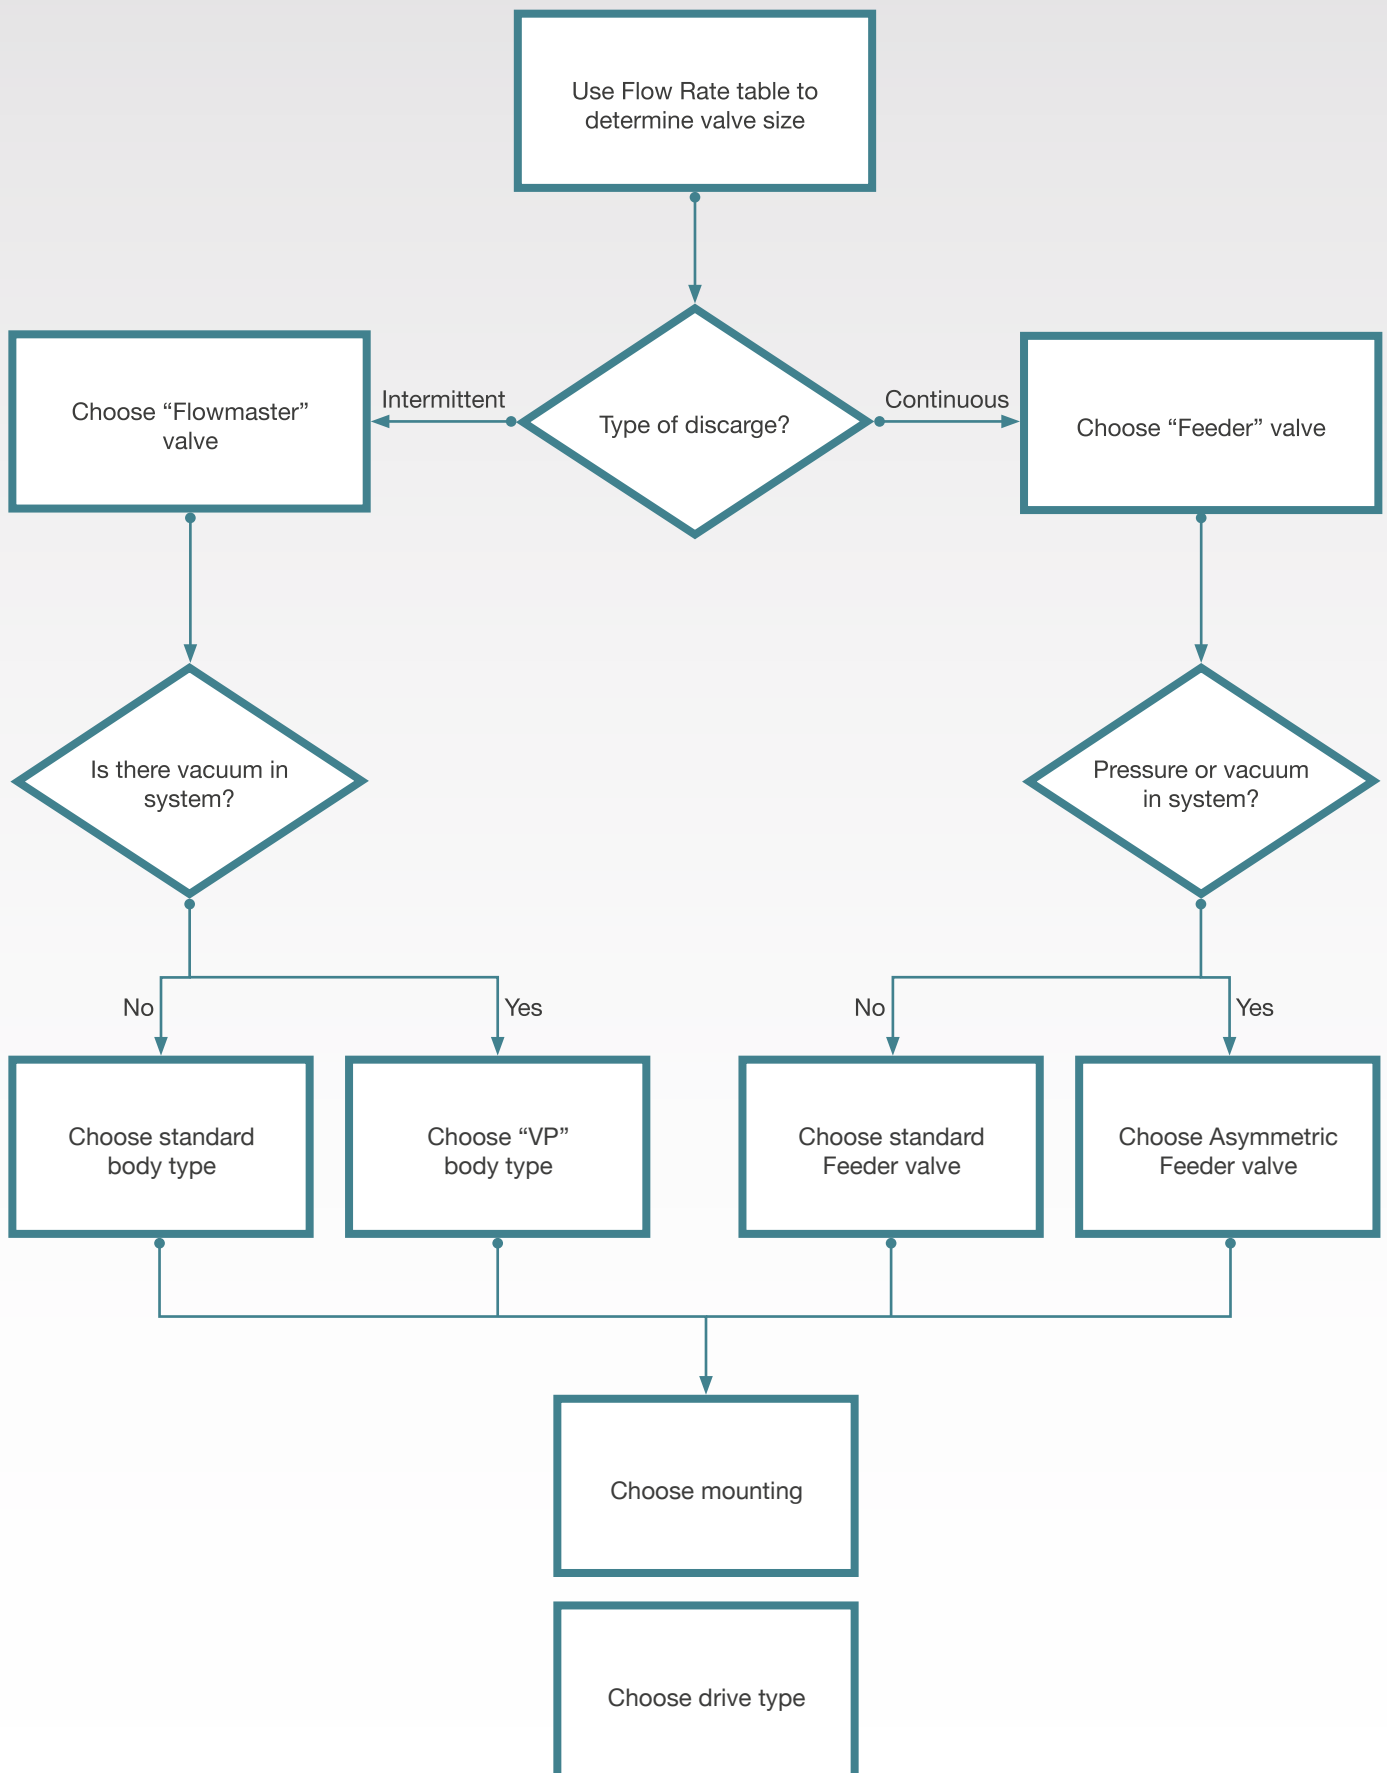 Use Flow Rate table to
determine valve size
Intermittent
Continuous
Choose “Flowmaster”
valve
Type of discarge?
Choose “Feeder” valve
Is there vacuum in
system?
Pressure or vacuum
in system?
No
Yes
No
Yes
Choose standard
body type
Choose “VP”
body type
Choose standard
Feeder valve
Choose Asymmetric
Feeder valve
Choose mounting
Choose drive type